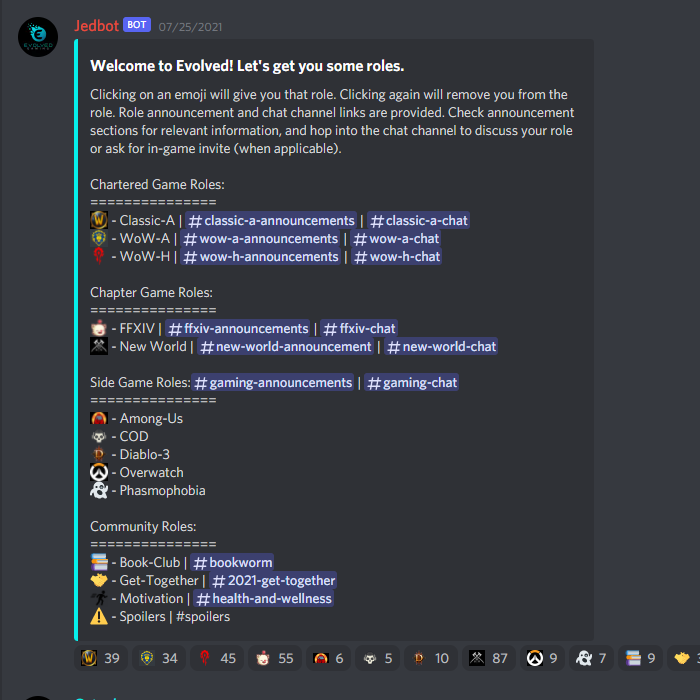 Jedbot BOT 07/25/2021
EVOLVED
Welcome to Evolved! Let's get you some roles.
Clicking on an emoji will give you that role. Clicking again will remove you from the
role. Role announcement and chat channel links are provided. Check announcement
sections for relevant information, and hop into the chat channel to discuss your role
or ask for in-game invite (when applicable).
Chartered Game Roles:
===============
- Classic-A | #classic-a-announcements | #classic-a-chat
- WoW-A | #wow-a-announcements | #wow-a-chat
- WoW-H | #wow-h-announcements | #wow-h-chat
Chapter Game Roles:
===============
- FFXIV | #ffxiv-announcements | #ffxiv-chat
- New World | #new-world-announcement | #new-world-chat
Side Game Roles: #gaming-announcements | #gaming-chat
===============
- Among-Us
- COD
- Diablo-3
- Overwatch
- Phasmophobia
Community Roles:
===============
- Book-Club | #bookworm
- Get-Together | #2021-get-together
- Motivation | #health-and-wellness
- Spoilers | #spoilers
39 34 45 55 6 5 10 87 9 7 9